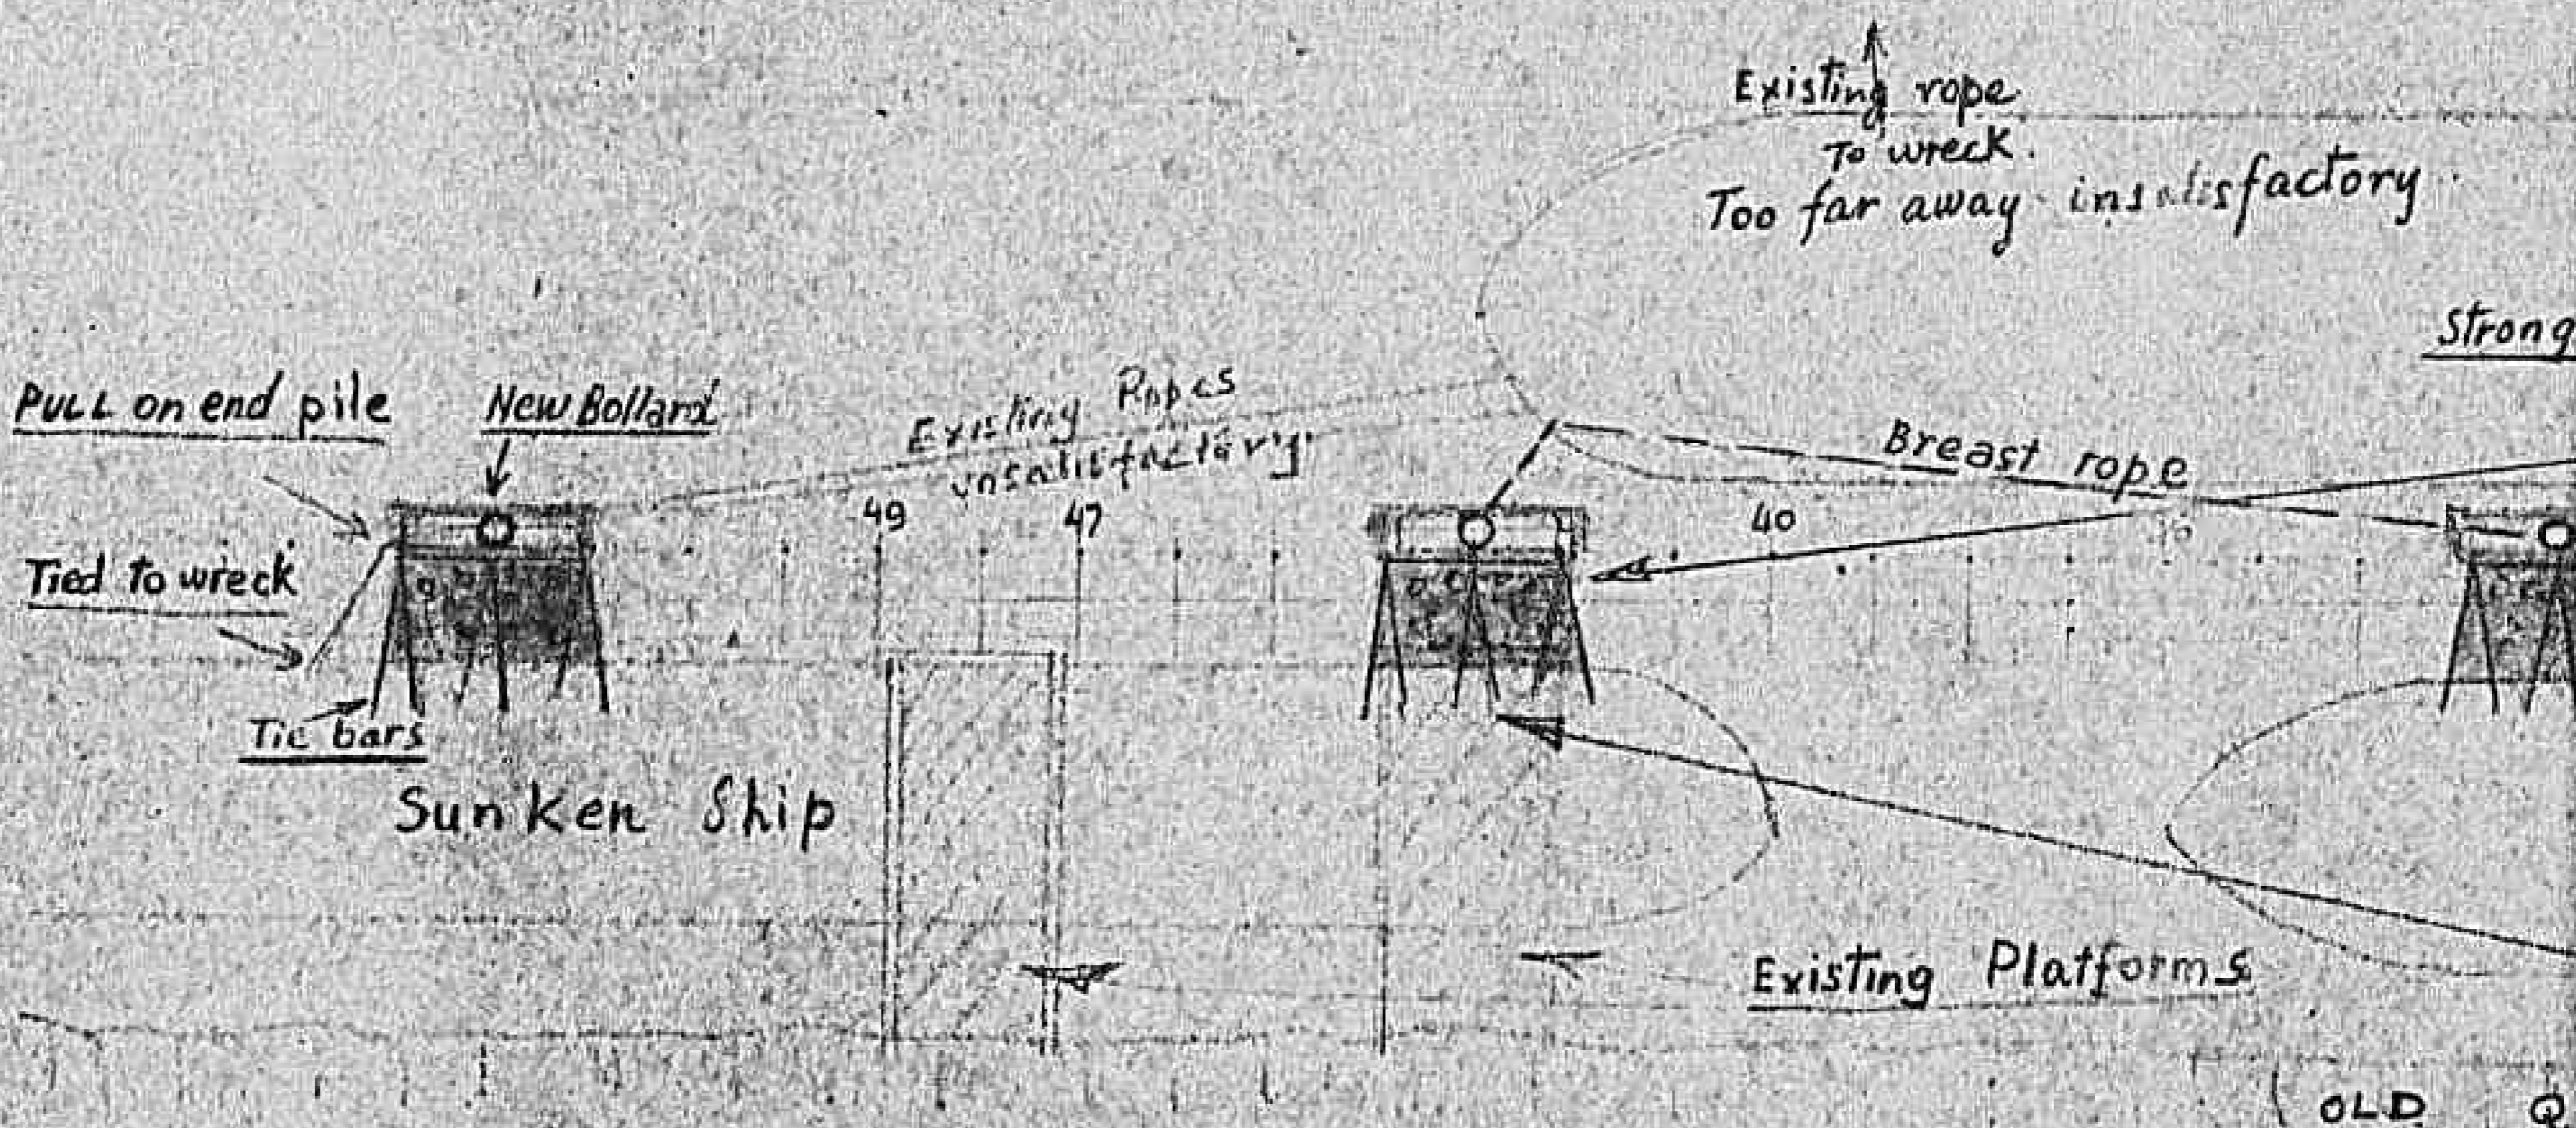 Existing rope
To wreck.
Too far away insatisfactory.
Strong
PULL on end pile
New Bollard
Existing Ropes
unsatisfactory.
Breast rope
49
47
40
Tied to wreck
Tie bars
Sunken Ship
Existing Platforms
OLD Q